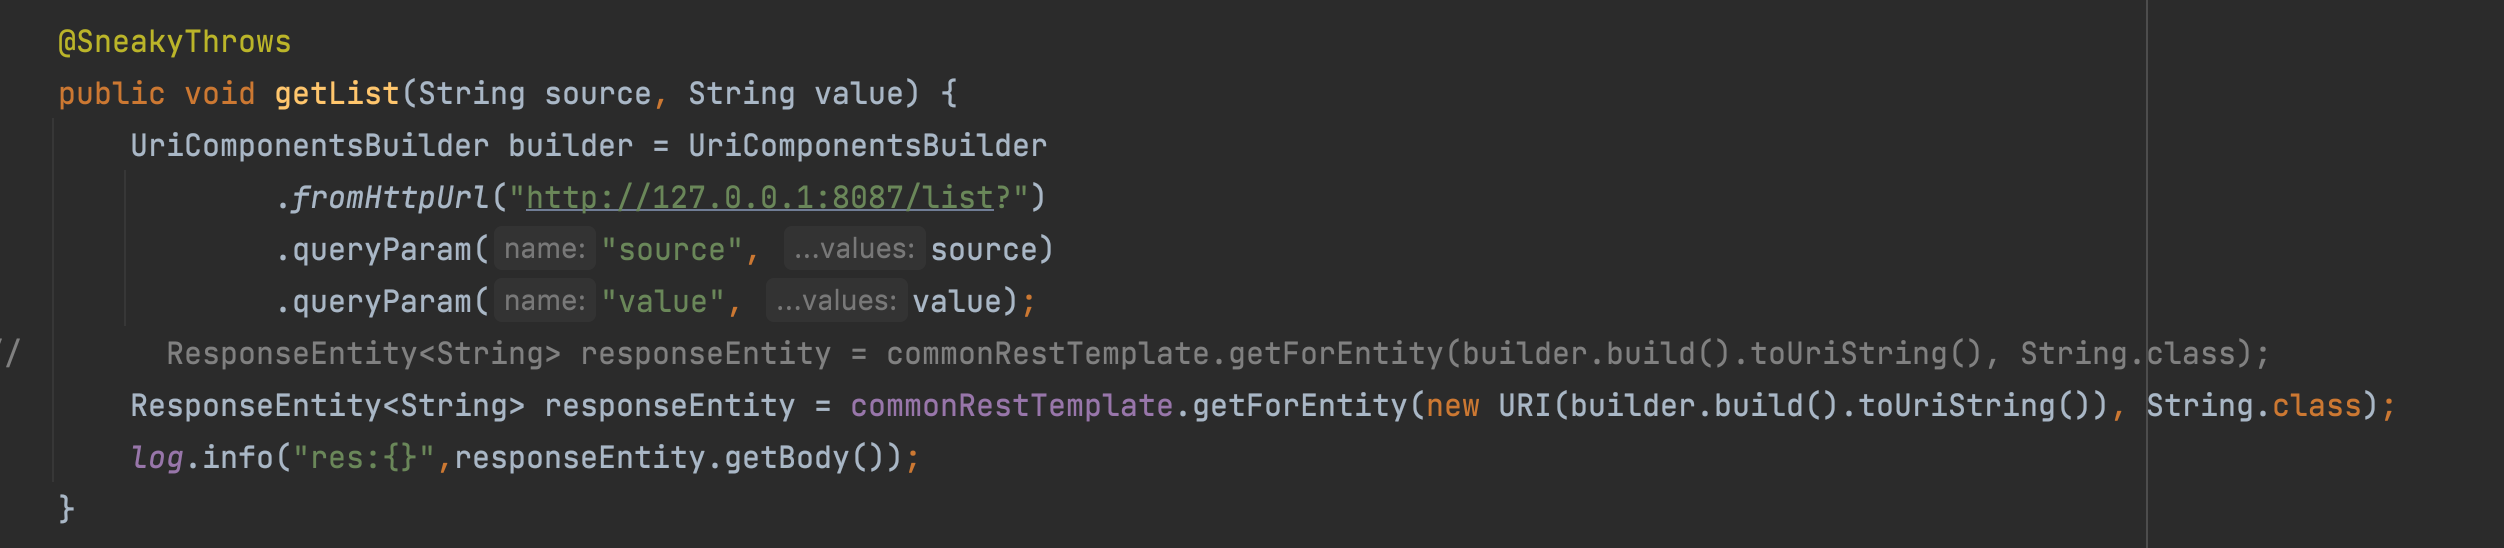 @SneakyThrows
public void getList(String source, String value) {
UriComponentsBuilder builder = UriComponentsBuilder
.fromHttpUrl("http://127.0.0.1:8087/list?")
.queryParam( name: "source", ...values: source)
.queryParam( name: "value", ...values: value);
// ResponseEntity<String> responseEntity = commonRestTemplate.getForEntity(builder.build().toUriString(), String.class);
ResponseEntity<String> responseEntity = commonRestTemplate.getForEntity(new URI(builder.build().toUriString()), String.class);
log.info("res:{}",responseEntity.getBody());
}